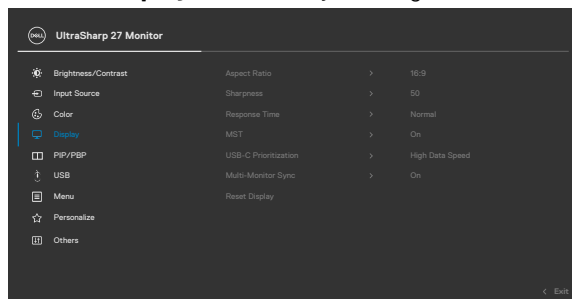 DELL UltraSharp 27 Monitor
Brightness/Contrast Aspect Ratio > 16:9
Input Source Sharpness > 50
Color Response Time > Normal
Display MST > On
PIP/PBP USB-C Prioritization > High Data Speed
USB Multi-Monitor Sync > On
Menu Reset Display
Personalize
Others
< Exit